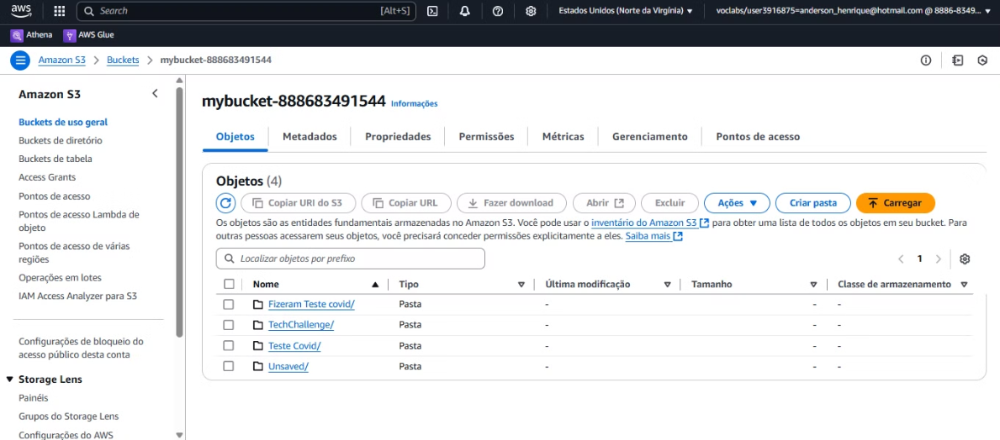 aws
Search [Alt+S]
Estados Unidos (Norte da Virgínia)
voclabs/user3916875=anderson_henrique@hotmail.com @ 8886-8349...
Athena
AWS Glue
Amazon S3 > Buckets > mybucket-888683491544
Amazon S3
Buckets de uso geral
Buckets de diretório
Buckets de tabela
Access Grants
Pontos de acesso
Pontos de acesso Lambda de
objeto
Pontos de acesso de várias
regiões
Operações em lotes
IAM Access Analyzer para S3
Configurações de bloqueio do
acesso público desta conta
Storage Lens
Painéis
Grupos do Storage Lens
Configurações do AWS
mybucket-888683491544 Informações
Objetos Metadados Propriedades Permissões Métricas Gerenciamento Pontos de acesso
Objetos (4)
Copiar URI do S3 Copiar URL Fazer download Abrir Excluir Ações Criar pasta Carregar
Os objetos são as entidades fundamentais armazenadas no Amazon S3. Você pode usar o inventário do Amazon S3 para obter uma lista de todos os objetos em seu bucket. Para
outras pessoas acessarem seus objetos, você precisará conceder permissões explicitamente a eles. Saiba mais
Localizar objetos por prefixo
1
Nome Tipo Última modificação Tamanho Classe de armazenamento
Fizeram Teste covid/ Pasta - - -
TechChallenge/ Pasta - - -
Teste Covid/ Pasta - - -
Unsaved/ Pasta - - -